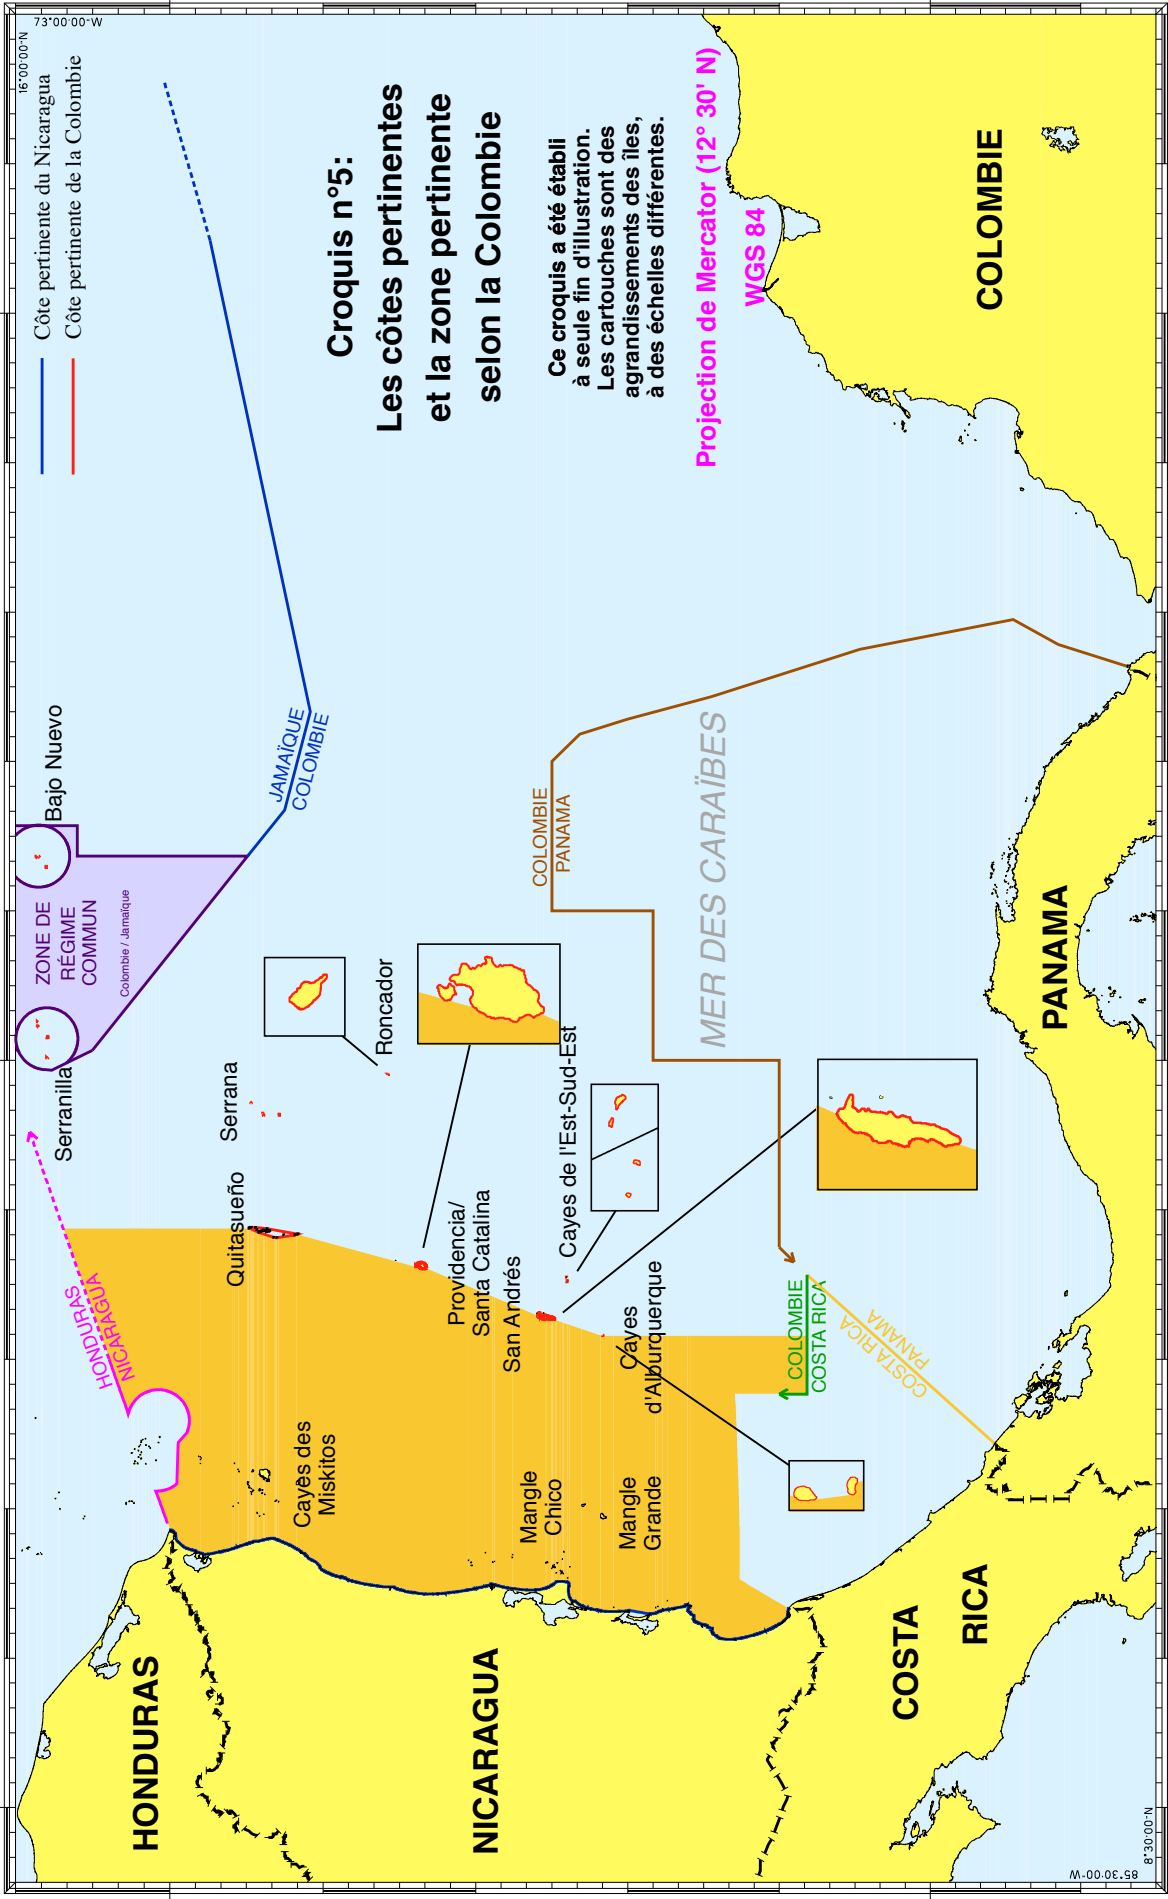 Croquis n°5:
Les côtes pertinentes
et la zone pertinente
selon la Colombie
Ce croquis a été établi
à seule fin d'illustration.
Les cartouches sont des
agrandissements des îles,
à des échelles différentes.
Projection de Mercator (12° 30' N)
WGS 84
Côte pertinente du Nicaragua
Côte pertinente de la Colombie
16°00'00"N
73°00'00"W
HONDURAS
NICARAGUA
Serranilla
ZONE DE
RÉGIME
COMMUN
Colombie / Jamaïque
Bajo Nuevo
JAMAÏQUE
COLOMBIE
Quitasueño
Serrana
Roncador
Cayes des
Miskitos
Providencia/
Santa Catalina
San Andrés
Cayes de l'Est-Sud-Est
COLOMBIE
PANAMA
Mangle
Chico
Mangle
Grande
Cayes
d'Alburquerque
MER DES CARAÏBES
COLOMBIE
COSTA RICA
COSTA RICA
PANAMA
HONDURAS
NICARAGUA
COSTA
RICA
PANAMA
COLOMBIE
8°30'00"N
85°30'00"W